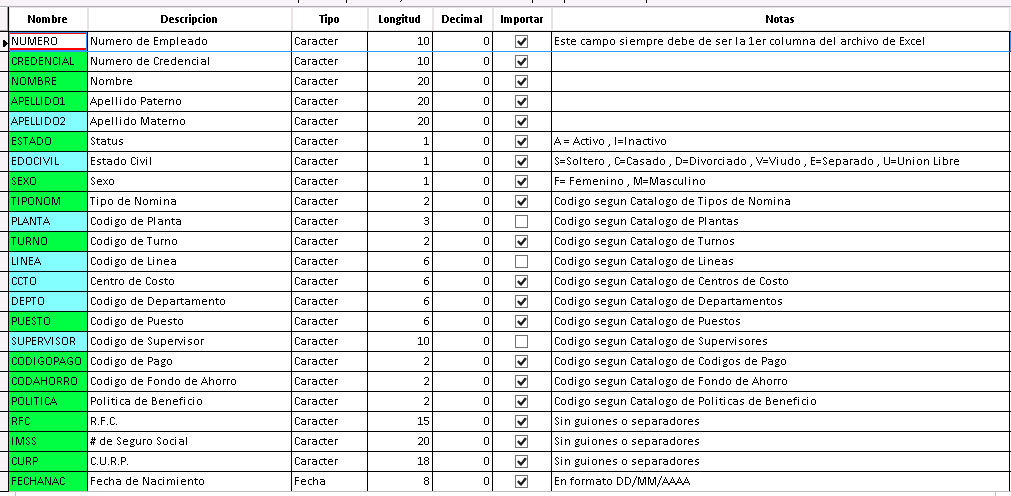 Nombre Descripcion Tipo Longitud Decimal Importar Notas
NUMERO Numero de Empleado Caracter 10 0 Este campo siempre debe de ser la 1er columna del archivo de Excel
CREDENCIAL Numero de Credencial Caracter 10 0
NOMBRE Nombre Caracter 20 0
APELLIDO1 Apellido Paterno Caracter 20 0
APELLIDO2 Apellido Materno Caracter 20 0
ESTADO Status Caracter 1 0 A = Activo , I=Inactivo
EDOCIVIL Estado Civil Caracter 1 0 S=Soltero , C=Casado , D=Divorciado , V=Viudo , E=Separado , U=Union Libre
SEXO Sexo Caracter 1 0 F= Femenino , M=Masculino
TIPONOM Tipo de Nomina Caracter 2 0 Codigo segun Catalogo de Tipos de Nomina
PLANTA Codigo de Planta Caracter 3 0 Codigo segun Catalogo de Plantas
TURNO Codigo de Turno Caracter 2 0 Codigo segun Catalogo de Turnos
LINEA Codigo de Linea Caracter 6 0 Codigo segun Catalogo de Lineas
CCTO Centro de Costo Caracter 6 0 Codigo segun Catalogo de Centros de Costo
DEPTO Codigo de Departamento Caracter 6 0 Codigo segun Catalogo de Departamentos
PUESTO Codigo de Puesto Caracter 6 0 Codigo segun Catalogo de Puestos
SUPERVISOR Codigo de Supervisor Caracter 10 0 Codigo segun Catalogo de Supervisores
CODIGOPAGO Codigo de Pago Caracter 2 0 Codigo segun Catalogo de Codigos de Pago
CODAHORRO Codigo de Fondo de Ahorro Caracter 2 0 Codigo segun Catalogo de Fondo de Ahorro
POLITICA Politica de Beneficio Caracter 2 0 Codigo segun Catalogo de Politicas de Beneficio
RFC R.F.C. Caracter 15 0 Sin guiones o separadores
IMSS # de Seguro Social Caracter 20 0 Sin guiones o separadores
CURP C.U.R.P. Caracter 18 0 Sin guiones o separadores
FECHANAC Fecha de Nacimiento Fecha 8 0 En formato DD/MM/AAAA